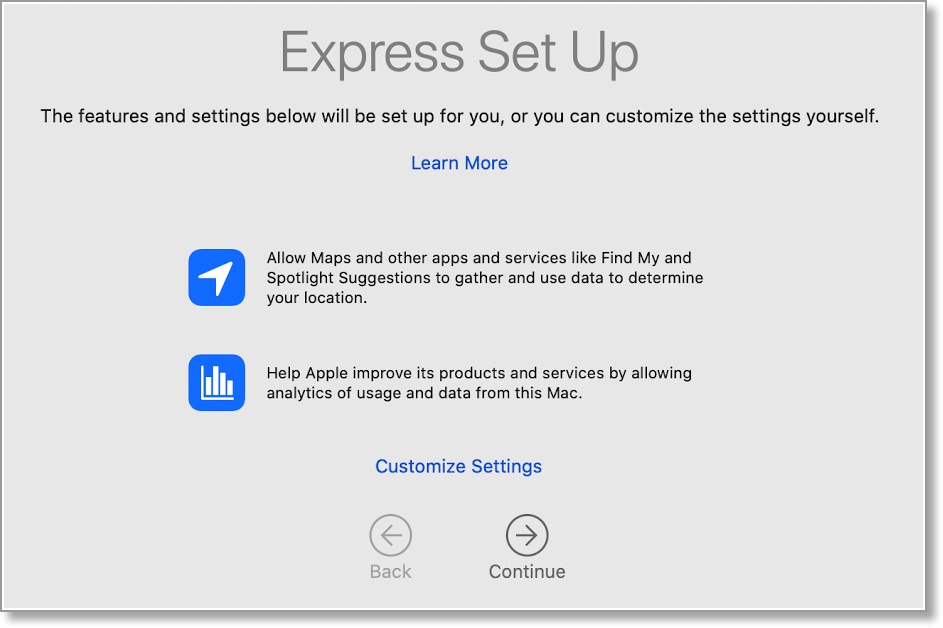 Express Set Up
The features and settings below will be set up for you, or you can customize the settings yourself.
Learn More
Allow Maps and other apps and services like Find My and
Spotlight Suggestions to gather and use data to determine
your location.
Help Apple improve its products and services by allowing
analytics of usage and data from this Mac.
Customize Settings
Back
Continue